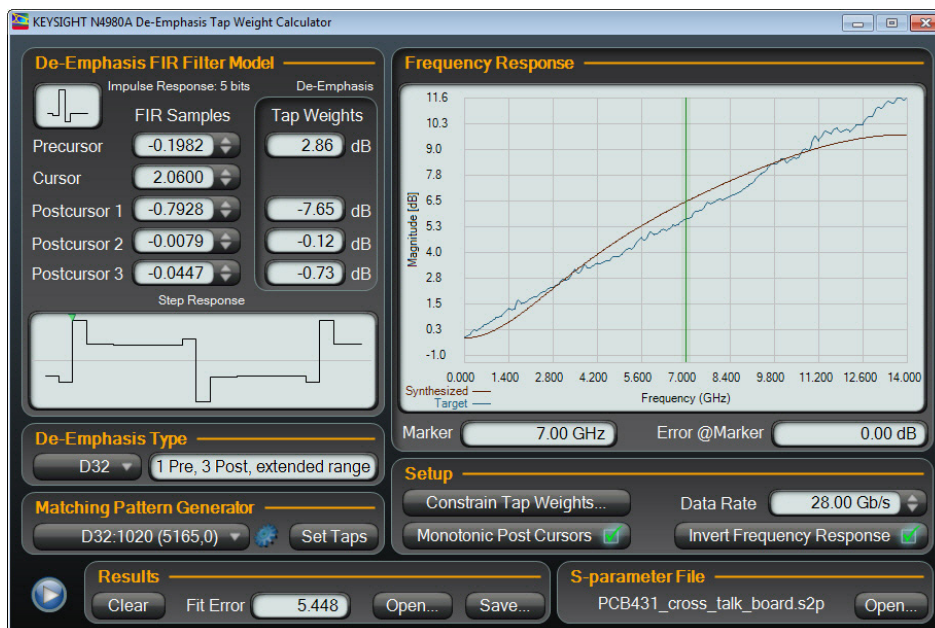 KEYSIGHT N4980A De-Emphasis Tap Weight Calculator
De-Emphasis FIR Filter Model
Impulse Response: 5 bits De-Emphasis
FIR Samples Tap Weights
Precursor -0.1982 2.86 dB
Cursor 2.0600
Postcursor 1 -0.7928 -7.65 dB
Postcursor 2 -0.0079 -0.12 dB
Postcursor 3 -0.0447 -0.73 dB
Step Response
De-Emphasis Type
D32 1 Pre, 3 Post, extended range
Matching Pattern Generator
D32:1020 (5165,0) Set Taps
Frequency Response
11.6
10.3
9.0
7.8
6.5
5.3
4.0
2.8
1.5
0.3
-1.0
Magnitude [dB]
0.000 1.400 2.800 4.200 5.600 7.000 8.400 9.800 11.200 12.600 14.000
Synthesized
Target
Frequency (GHz)
Marker 7.00 GHz Error @Marker 0.00 dB
Setup
Constrain Tap Weights... Data Rate 28.00 Gb/s
Monotonic Post Cursors Invert Frequency Response
Results
Clear Fit Error 5.448 Open... Save...
S-parameter File
PCB431_cross_talk_board.s2p Open...